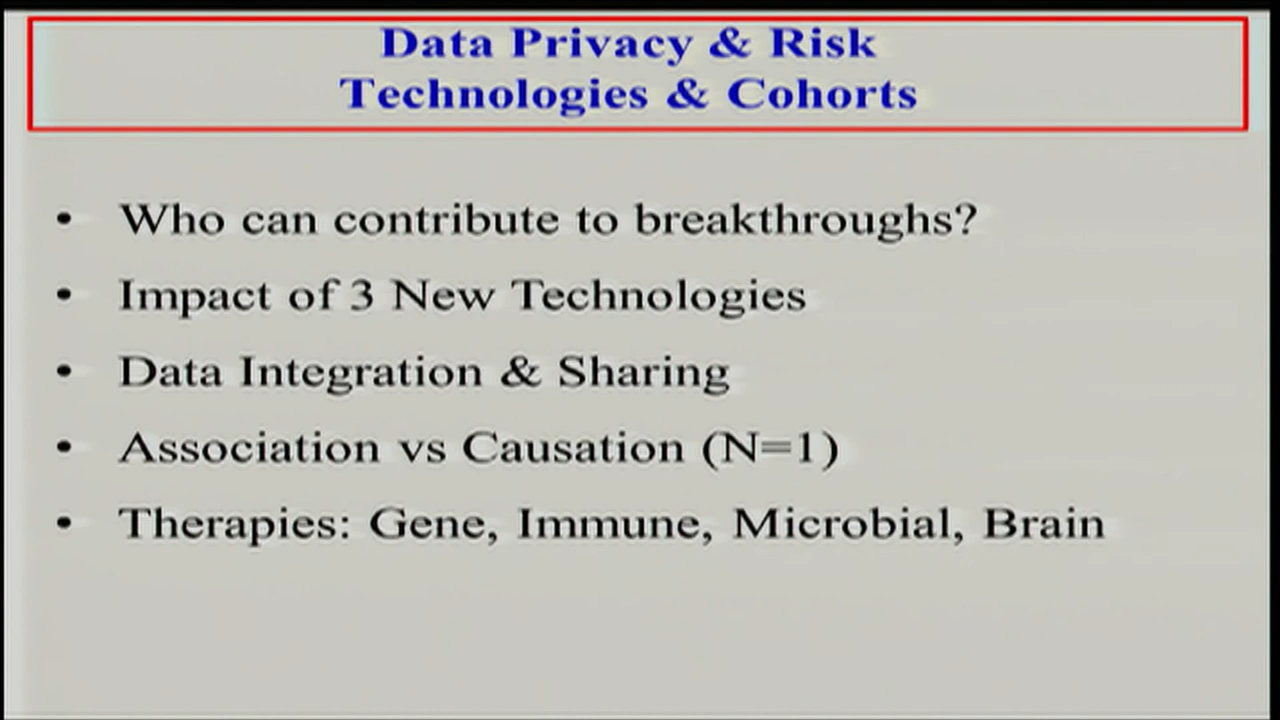 Data Privacy & Risk
Technologies & Cohorts
• Who can contribute to breakthroughs?
• Impact of 3 New Technologies
• Data Integration & Sharing
• Association vs Causation (N=1)
• Therapies: Gene, Immune, Microbial, Brain